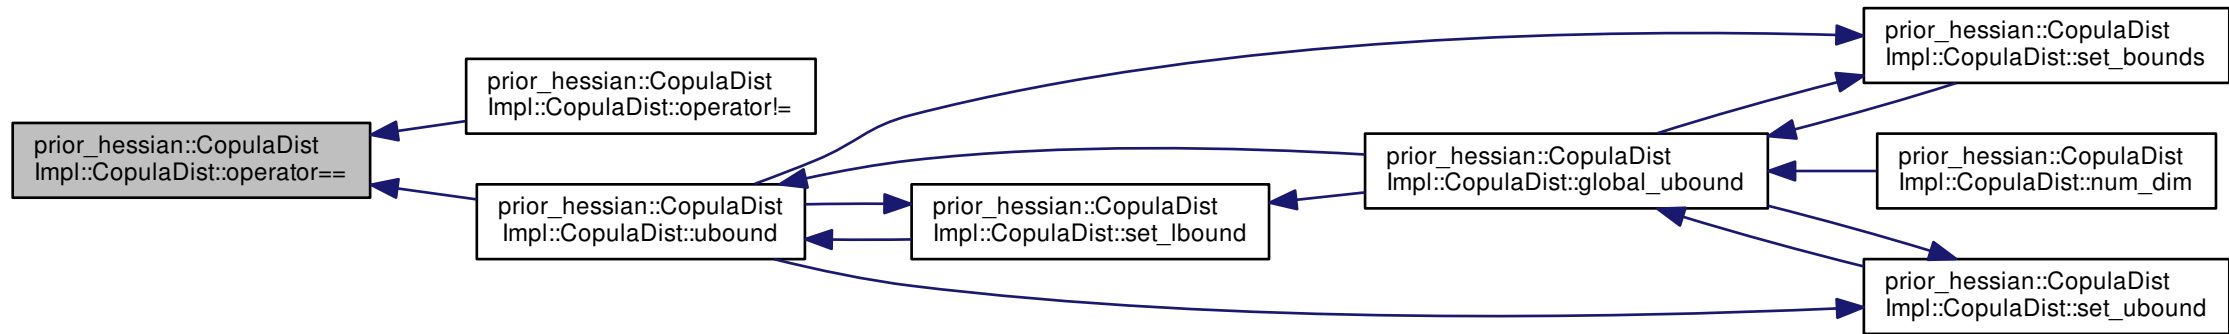 prior_hessian::CopulaDist
Impl::CopulaDist::operator==
prior_hessian::CopulaDist
Impl::CopulaDist::operator!=
prior_hessian::CopulaDist
Impl::CopulaDist::ubound
prior_hessian::CopulaDist
Impl::CopulaDist::set_lbound
prior_hessian::CopulaDist
Impl::CopulaDist::global_ubound
prior_hessian::CopulaDist
Impl::CopulaDist::set_bounds
prior_hessian::CopulaDist
Impl::CopulaDist::num_dim
prior_hessian::CopulaDist
Impl::CopulaDist::set_ubound